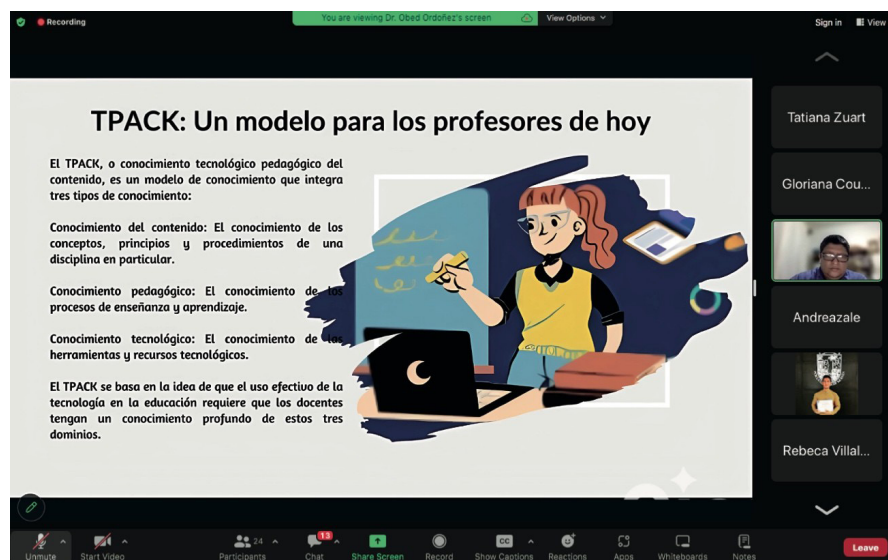 Recording
You are viewing Dr. Obed Ordoñez's screen
View Options
Sign in
View
TPACK: Un modelo para los profesores de hoy
El TPACK, o conocimiento tecnológico pedagógico del
contenido, es un modelo de conocimiento que integra
tres tipos de conocimiento:
Conocimiento del contenido: El conocimiento de los
conceptos, principios y procedimientos de una
disciplina en particular.
Conocimiento pedagógico: El conocimiento de los
procesos de enseñanza y aprendizaje.
Conocimiento tecnológico: El conocimiento de las
herramientas y recursos tecnológicos.
El TPACK se basa en la idea de que el uso efectivo de la
tecnología en la educación requiere que los docentes
tengan un conocimiento profundo de estos tres
dominios.
Tatiana Zuart
Gloriana Cou...
Andreazale
Rebeca Villal...
Unmute
Start Video
24
Participants
13
Chat
Share Screen
Record
CC
Show Captions
Reactions
Apps
Whiteboards
Notes
Leave